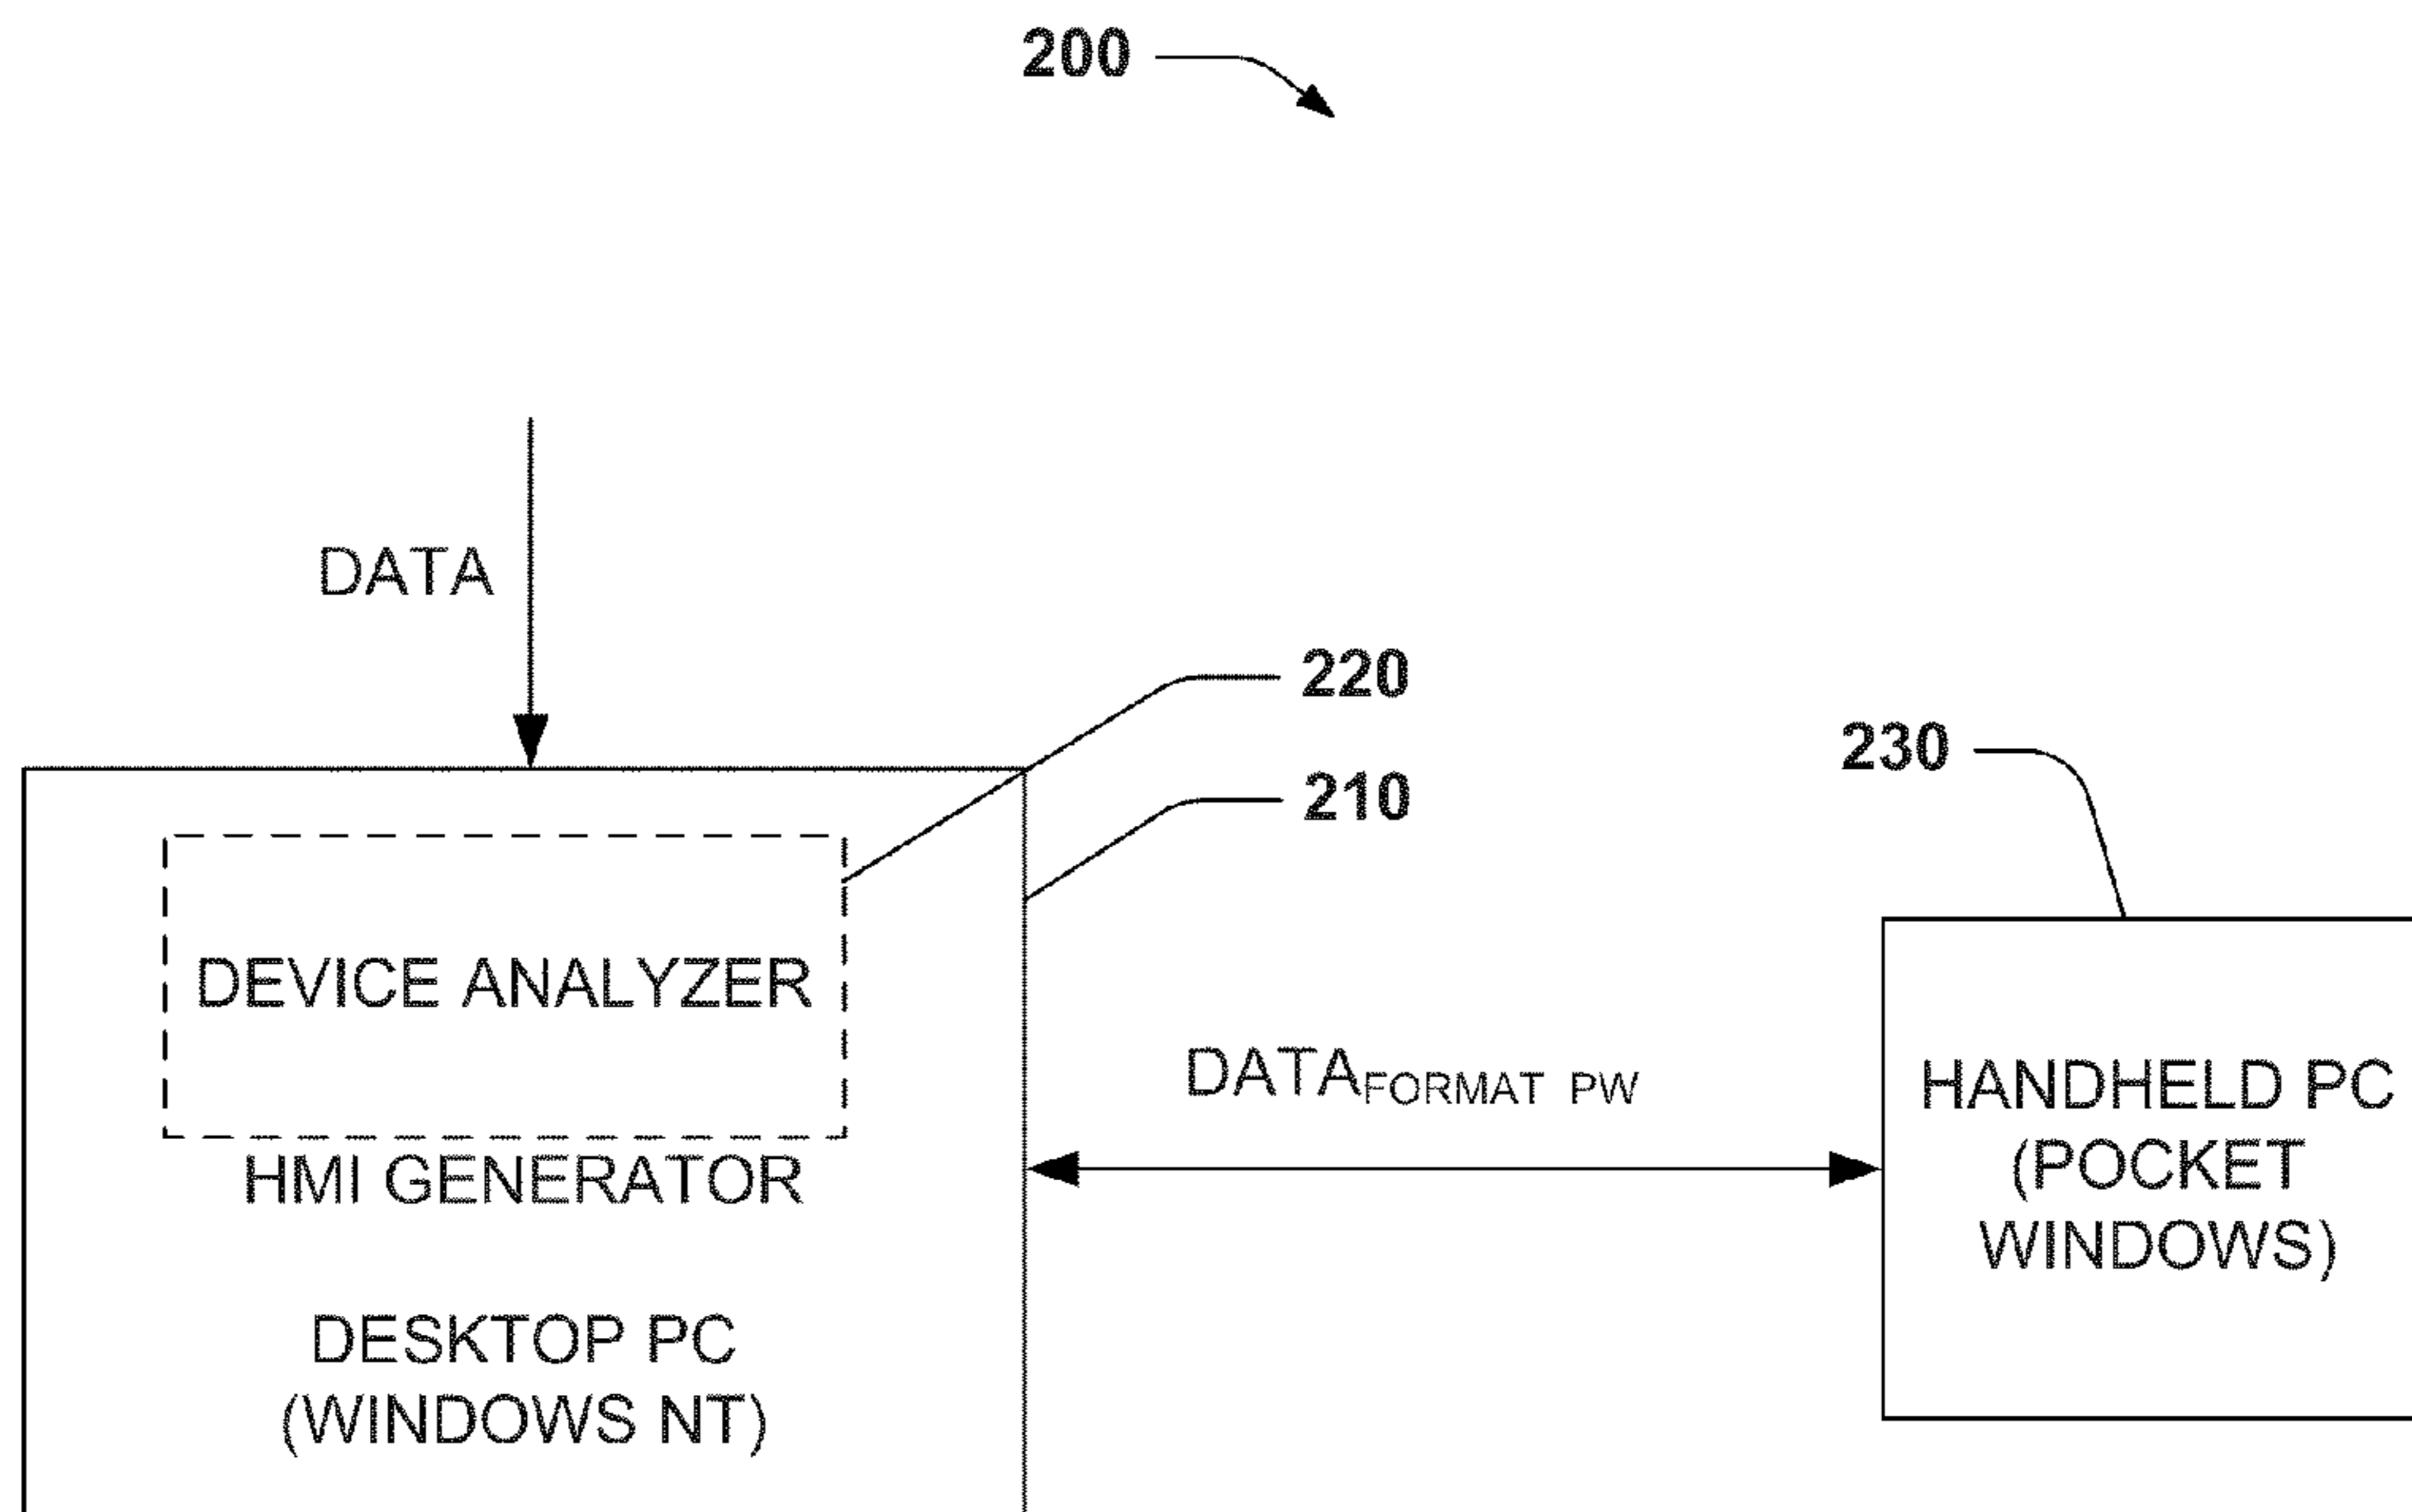 200
DATA
220
230
210
DEVICE ANALYZER
DATAFORMAT PW
HANDHELD PC
(POCKET
WINDOWS)
HMI GENERATOR
DESKTOP PC
(WINDOWS NT)